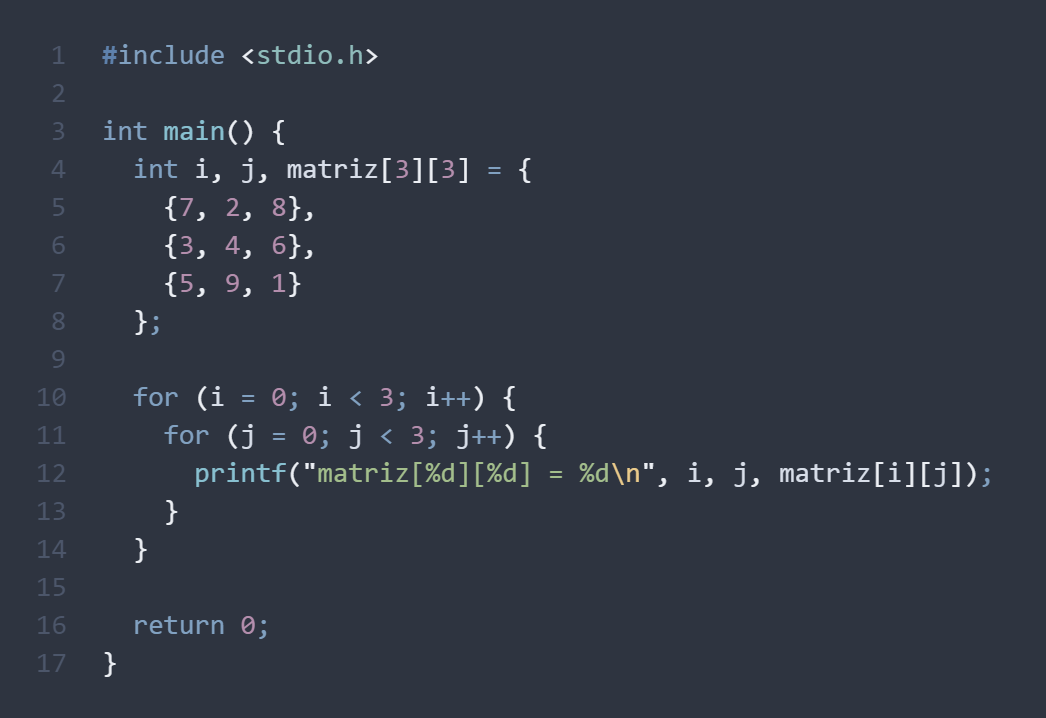 1 #include <stdio.h>
2
3 int main() {
4   int i, j, matriz[3][3] = {
5     {7, 2, 8},
6     {3, 4, 6},
7     {5, 9, 1}
8   };
9
10   for (i = 0; i < 3; i++) {
11     for (j = 0; j < 3; j++) {
12       printf("matriz[%d][%d] = %d\n", i, j, matriz[i][j]);
13     }
14   }
15
16   return 0;
17 }